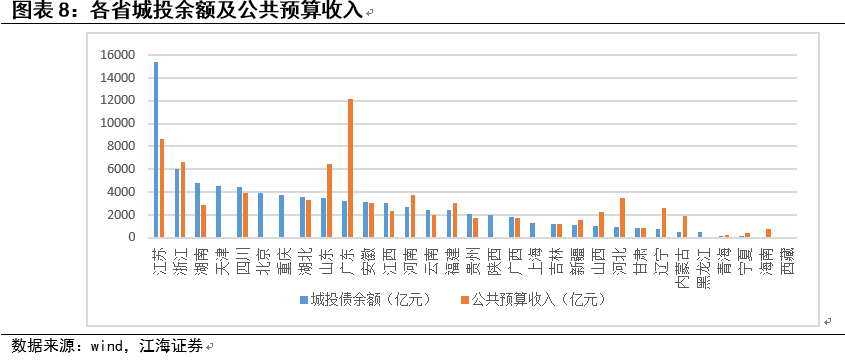 图表 8：各省城投余额及公共预算收入
16000
14000
12000
10000
8000
6000
4000
2000
0
江苏 浙江 湖南 天津 四川 北京 重庆 湖北 山东 广东 安徽 江西 河南 云南 福建 贵州 陕西 广西 上海 吉林 新疆 山西 河北 甘肃 辽宁 内蒙古 黑龙江 青海 宁夏 海南 西藏
城投债余额（亿元） 公共预算收入（亿元）
数据来源：wind，江海证券